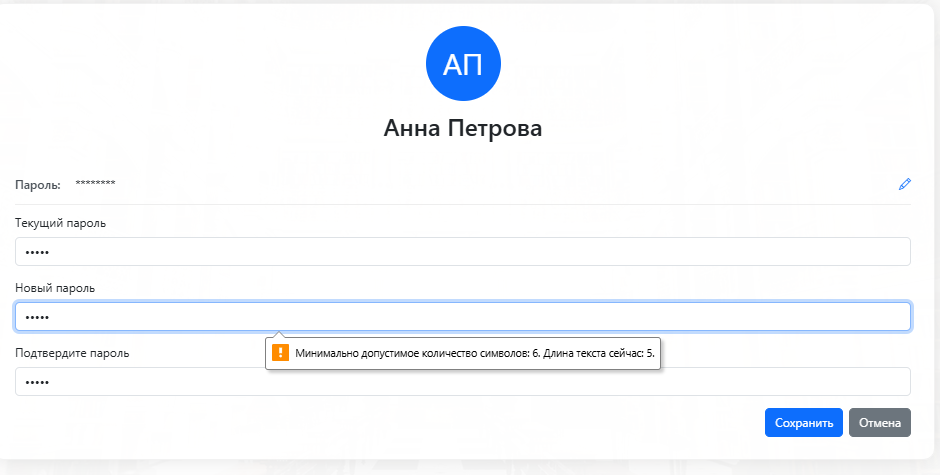 АП
Анна Петрова
Пароль: ********
Текущий пароль
•••••
Новый пароль
•••••
Минимально допустимое количество символов: 6. Длина текста сейчас: 5.
Подтвердите пароль
•••••
Сохранить Отмена